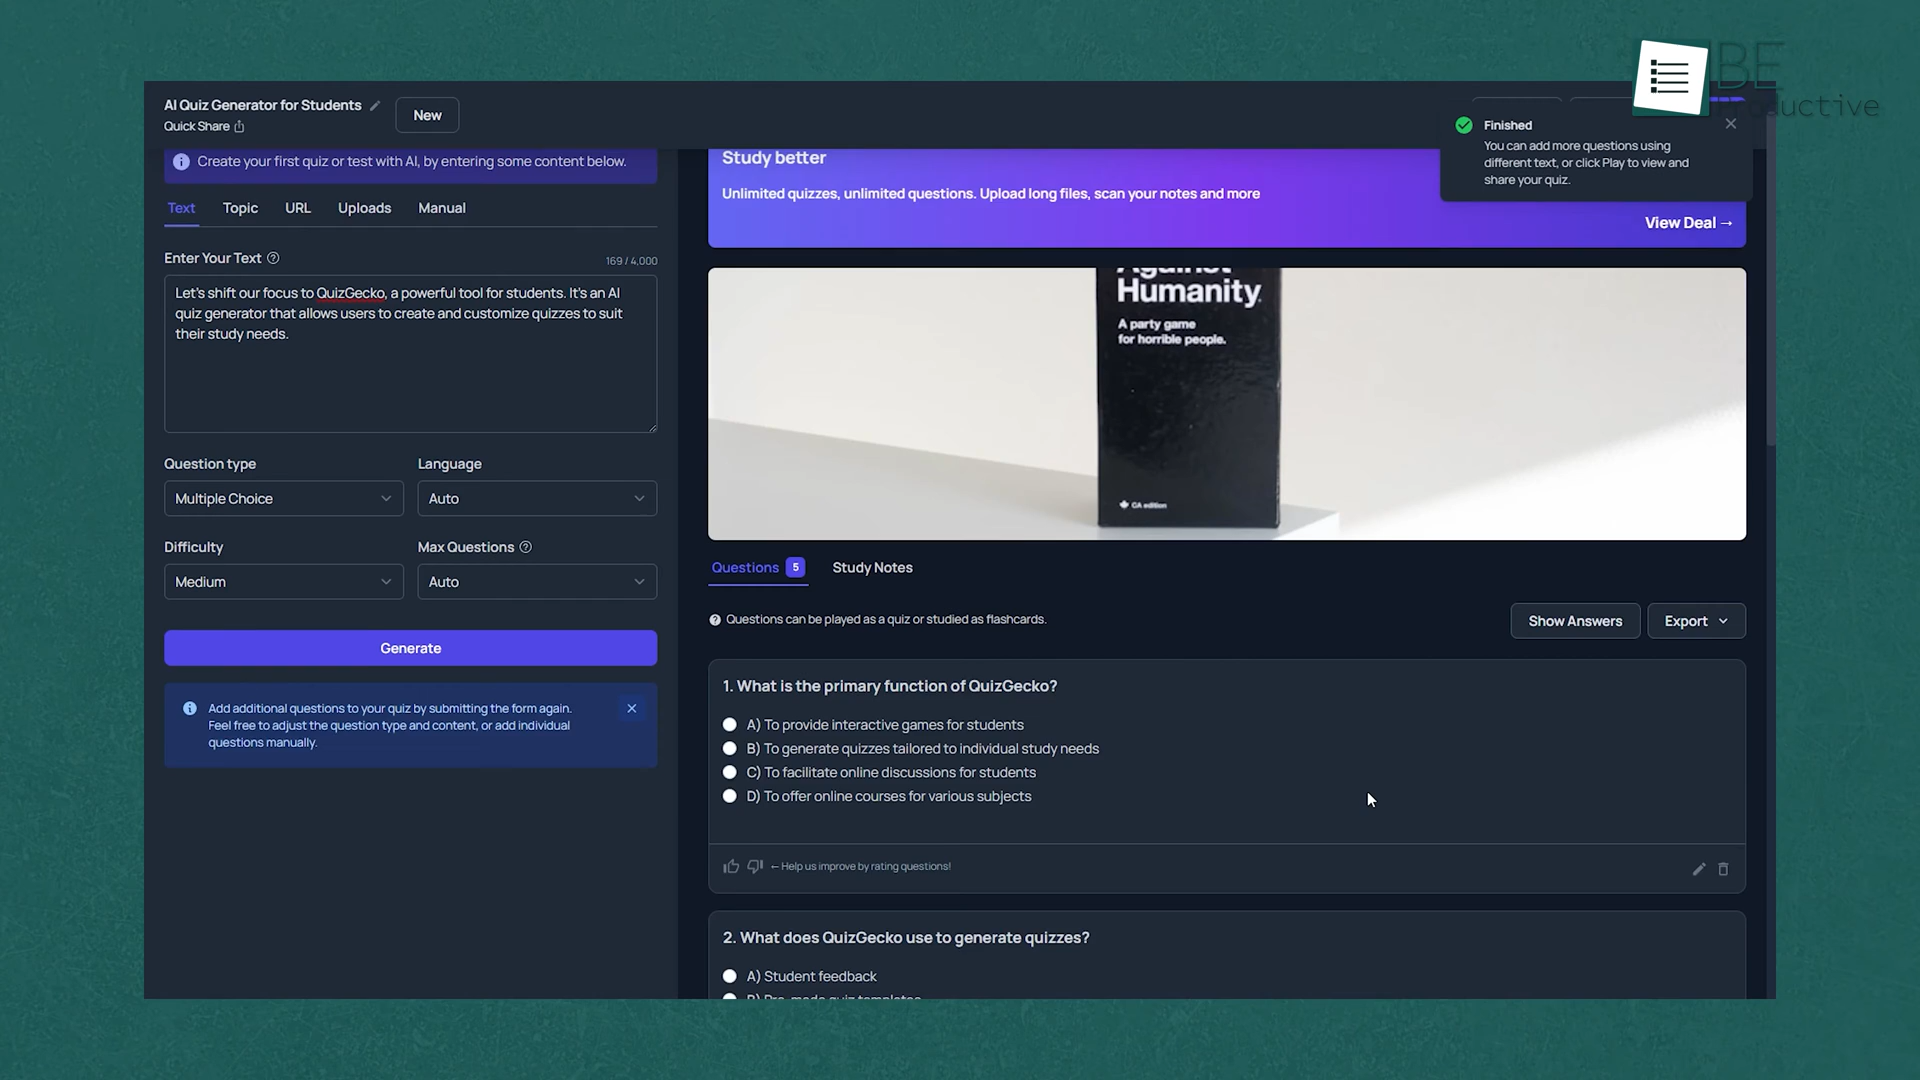 BE
productive
AI Quiz Generator for Students
Quick Share
New
Create your first quiz or test with AI, by entering some content below.
Text Topic URL Uploads Manual
Enter Your Text
169 / 4,000
Let's shift our focus to QuizGecko, a powerful tool for students. It's an AI
quiz generator that allows users to create and customize quizzes to suit
their study needs.
Question type
Language
Multiple Choice
Auto
Difficulty
Max Questions
Medium
Auto
Generate
Add additional questions to your quiz by submitting the form again.
Feel free to adjust the question type and content, or add individual
questions manually.
Finished
You can add more questions using
different text, or click Play to view and
share your quiz.
Study better
Unlimited quizzes, unlimited questions. Upload long files, scan your notes and more
View Deal →
Against
Humanity.
A party game
for horrible people.
CA edition
Questions 5 Study Notes
Questions can be played as a quiz or studied as flashcards.
Show Answers
Export
1. What is the primary function of QuizGecko?
A) To provide interactive games for students
B) To generate quizzes tailored to individual study needs
C) To facilitate online discussions for students
D) To offer online courses for various subjects
← Help us improve by rating questions!
2. What does QuizGecko use to generate quizzes?
A) Student feedback
B) Pre-made quiz templates